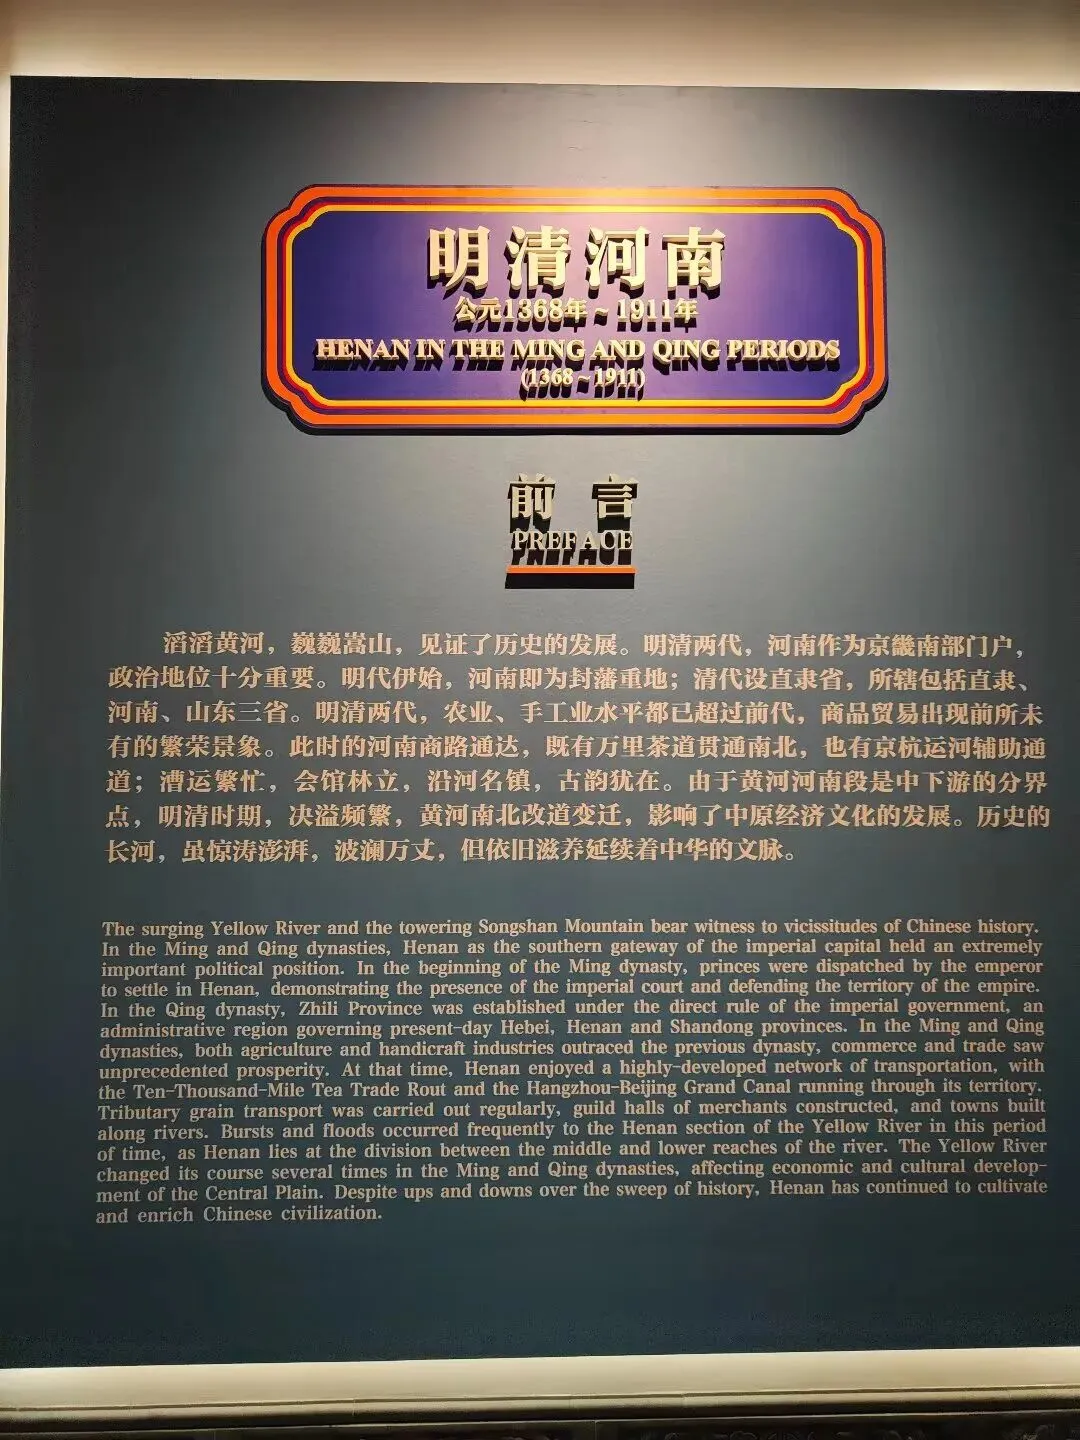 明清河南
公元1368年~1911年
HENAN IN THE MING AND QING PERIODS
(1368~1911)
前言
PREFACE
滔滔黄河，巍巍嵩山，见证了历史的发展。明清两代，河南作为京畿南部门户，
政治地位十分重要。明代伊始，河南即为封藩重地；清代设直隶省，所辖包括直隶、
河南、山东三省。明清两代，农业、手工业水平都已超过前代，商品贸易出现前所未
有的繁荣景象。此时的河南商路通达，既有万里茶道贯通南北，也有京杭运河辅助通
道；漕运繁忙，会馆林立，沿河名镇，古韵犹在。由于黄河河南段是中下游的分界
点，明清时期，决溢频繁，黄河南北改道变迁，影响了中原经济文化的发展。历史的
长河，虽惊涛澎湃，波澜万丈，但依旧滋养延续着中华的文脉。
The surging Yellow River and the towering Songshan Mountain bear witness to vicissitudes of Chinese history.
In the Ming and Qing dynasties, Henan as the southern gateway of the imperial capital held an extremely
important political position. In the beginning of the Ming dynasty, princes were dispatched by the emperor
to settle in Henan, demonstrating the presence of the imperial court and defending the territory of the empire.
In the Qing dynasty, Zhili Province was established under the direct rule of the imperial government, an
administrative region governing present-day Hebei, Henan and Shandong provinces. In the Ming and Qing
dynasties, both agriculture and handicraft industries outraced the previous dynasty, commerce and trade saw
unprecedented prosperity. At that time, Henan enjoyed a highly-developed network of transportation, with
the Ten-Thousand-Mile Tea Trade Rout and the Hangzhou-Beijing Grand Canal running through its territory.
Tributary grain transport was carried out regularly, guild halls of merchants constructed, and towns built
along rivers. Bursts and floods occurred frequently to the Henan section of the Yellow River in this period
of time, as Henan lies at the division between the middle and lower reaches of the river. The Yellow River
changed its course several times in the Ming and Qing dynasties, affecting economic and cultural develop-
ment of the Central Plain. Despite ups and downs over the sweep of history, Henan has continued to cultivate
and enrich Chinese civilization.